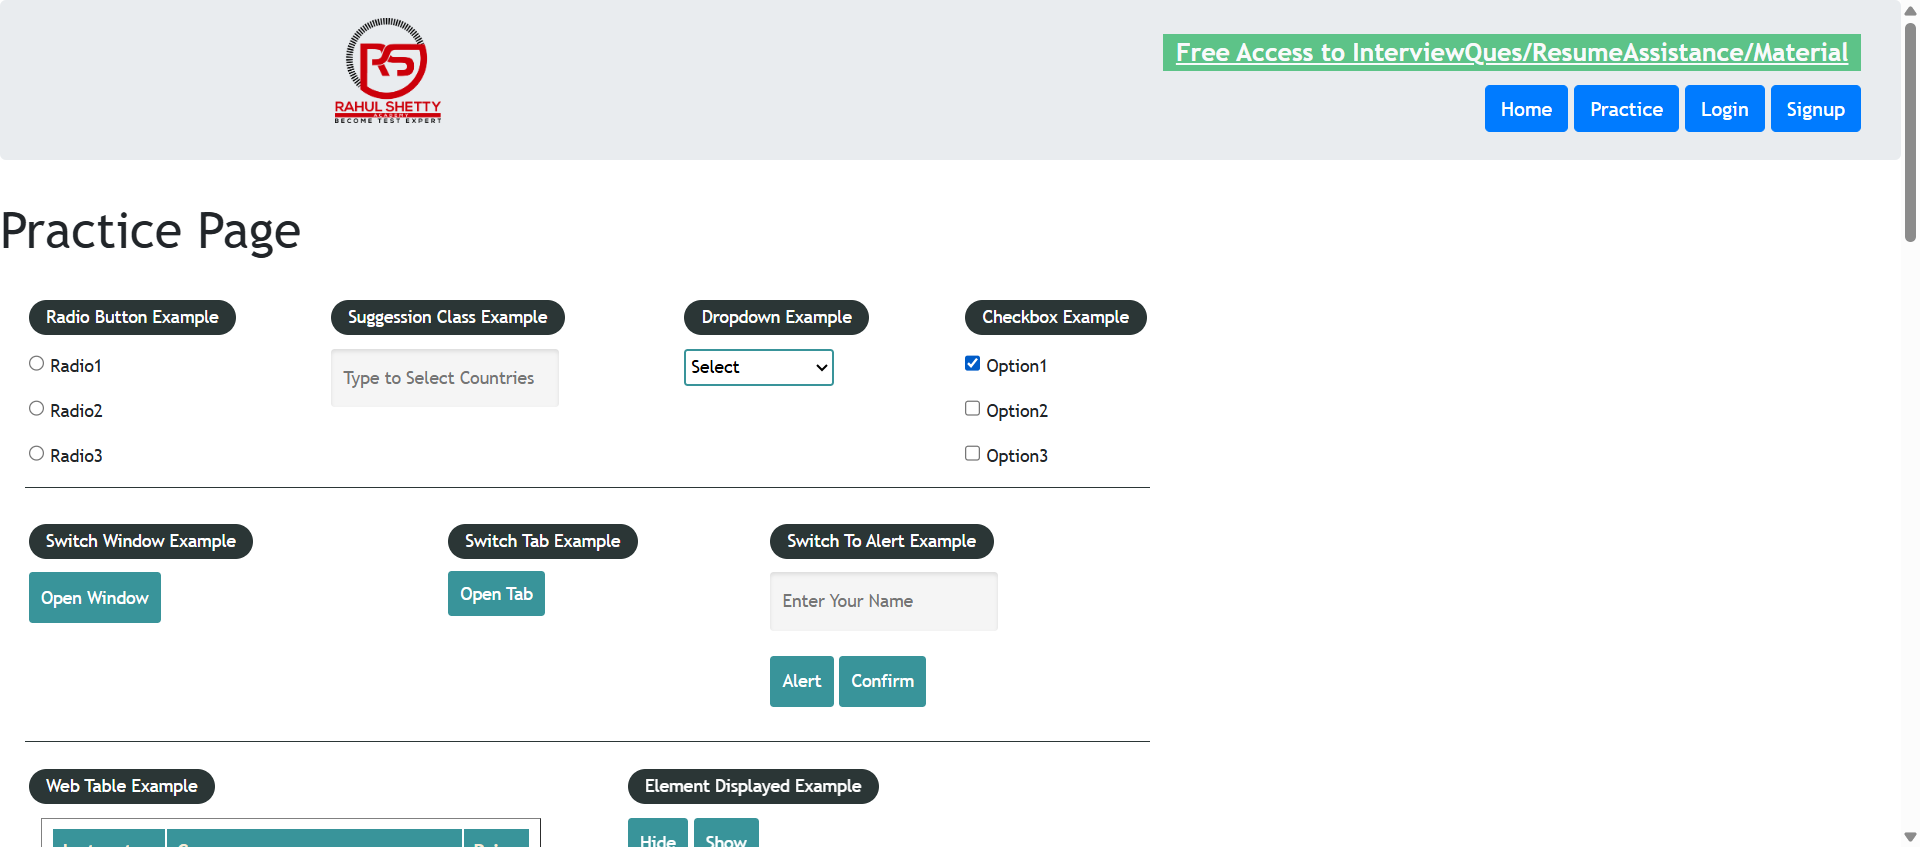 RS
RAHUL SHETTY
ACADEMY
BECOME TEST EXPERT
Free Access to InterviewQues/ResumeAssistance/Material
Home Practice Login Signup
Practice Page
Radio Button Example
Radio1
Radio2
Radio3
Suggession Class Example
Type to Select Countries
Dropdown Example
Select
Checkbox Example
Option1
Option2
Option3
Switch Window Example
Open Window
Switch Tab Example
Open Tab
Switch To Alert Example
Enter Your Name
Alert Confirm
Web Table Example
Element Displayed Example
Hide Show